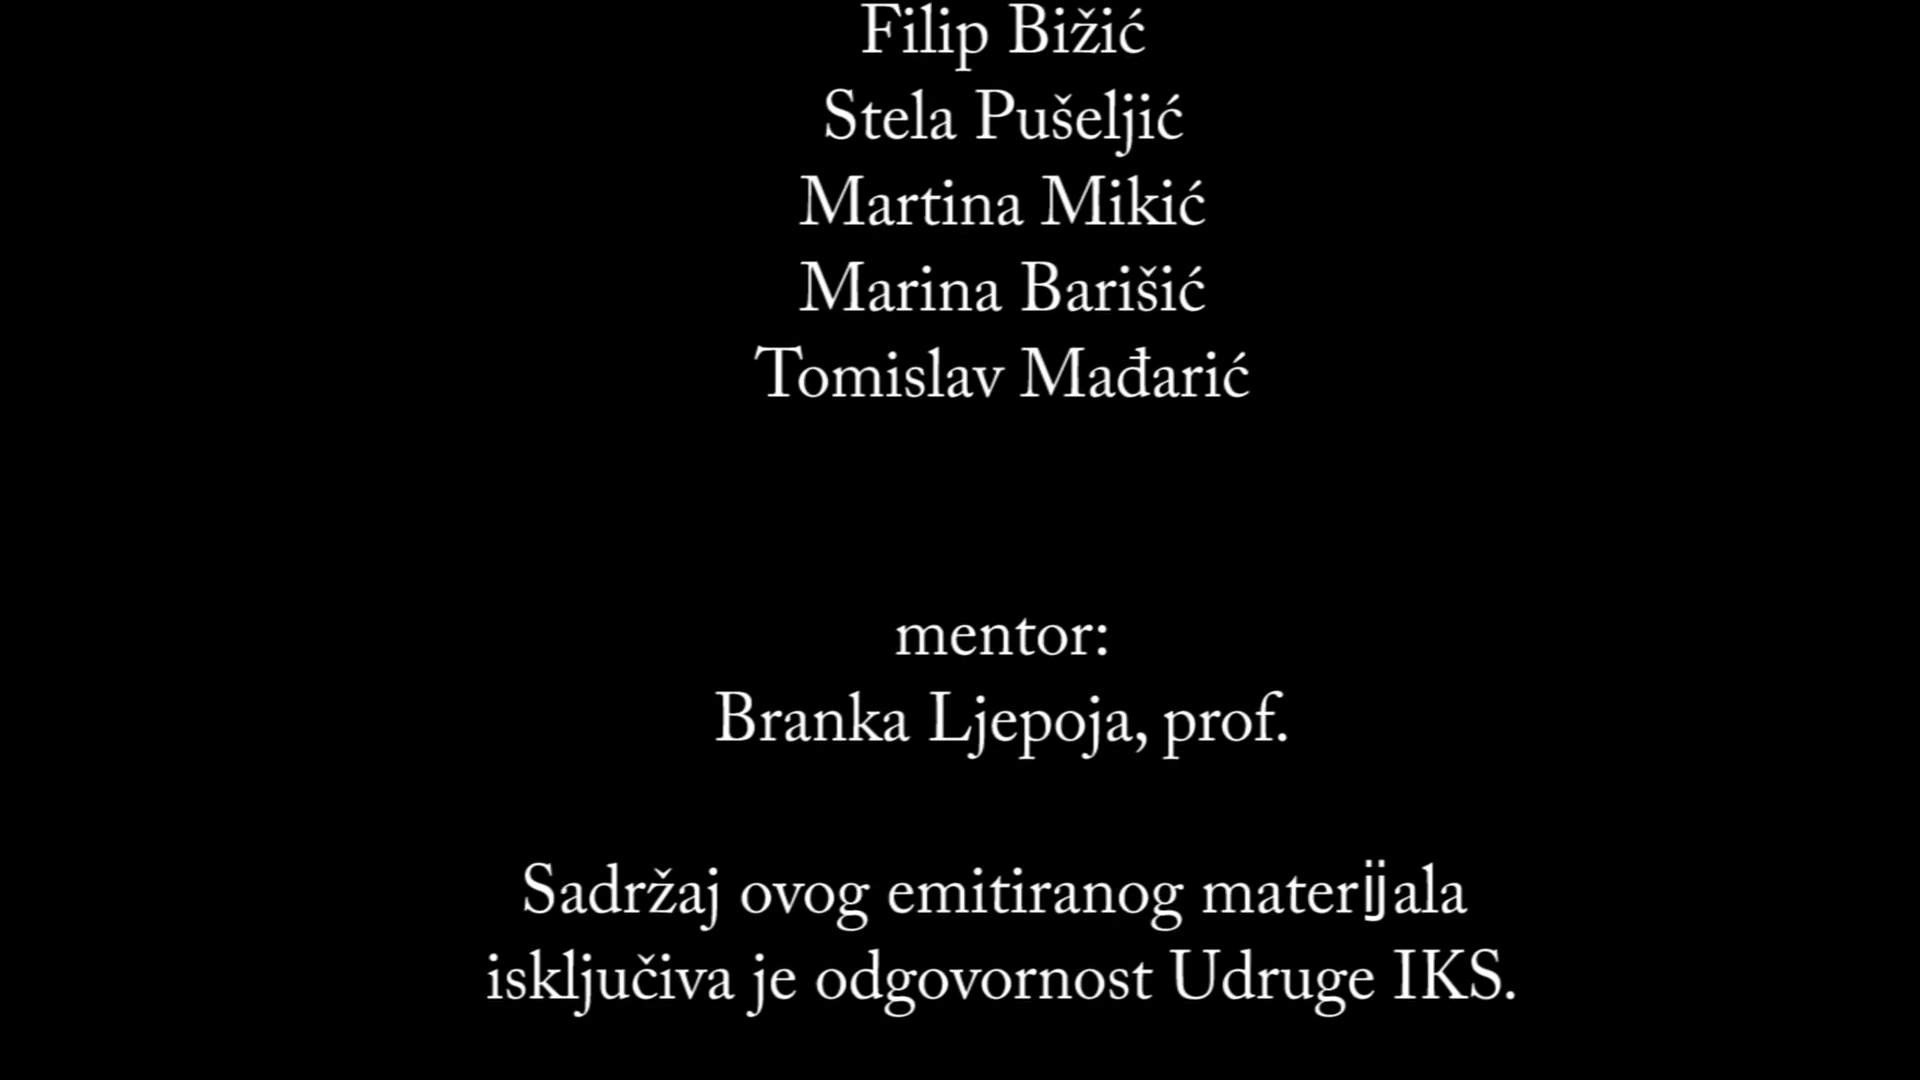 Filip Bižić
Stela Pušeljić
Martina Mikić
Marina Barišić
Tomislav Mađarić
mentor:
Branka Ljepoja, prof.
Sadržaj ovog emitiranog materijala
isključiva je odgovornost Udruge IKS.